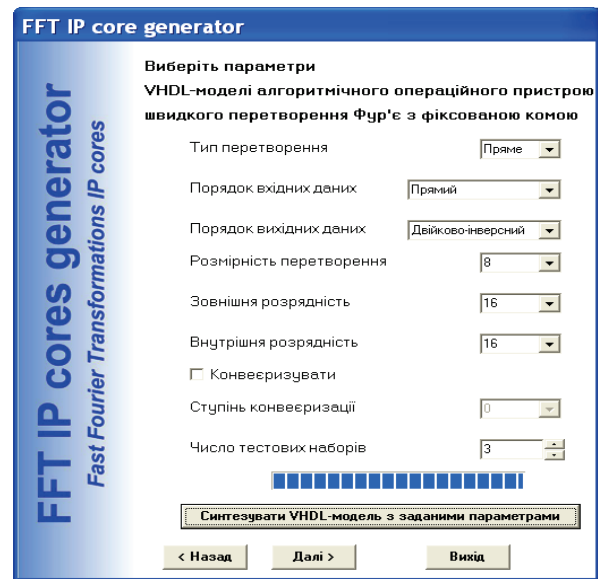 FFT IP core generator
FFT IP cores generator
Fast Fourier Transformations IP cores
Виберіть параметри
VHDL-моделі алгоритмічного операційного пристрою
швидкого перетворення Фур'є з фіксованою комою
Тип перетворення Пряме
Порядок вхідних даних Прямий
Порядок вихідних даних Двійково-інверсний
Розмірність перетворення 8
Зовнішня розрядність 16
Внутрішня розрядність 16
Конвеєризувати
Ступінь конвеєризації 0
Число тестових наборів 3
Синтезувати VHDL-модель з заданими параметрами
< Назад Далі > Вихід